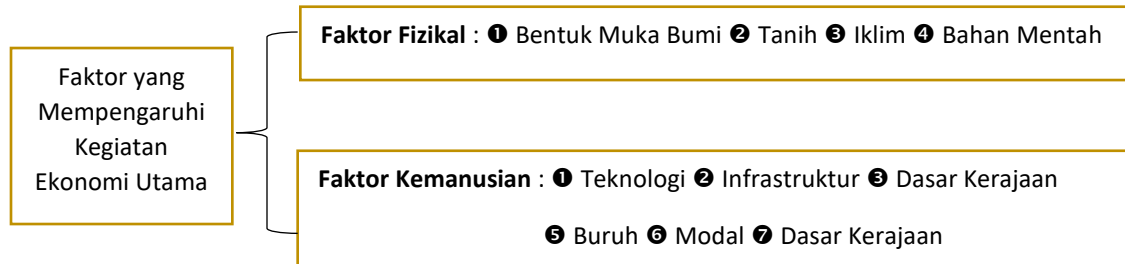 Faktor yang
Mempengaruhi
Kegiatan
Ekonomi Utama
Faktor Fizikal : ❶ Bentuk Muka Bumi ❷ Tanih ❸ Iklim ❹ Bahan Mentah
Faktor Kemanusian : ❶ Teknologi ❷ Infrastruktur ❸ Dasar Kerajaan
❺ Buruh ❻ Modal ❼ Dasar Kerajaan